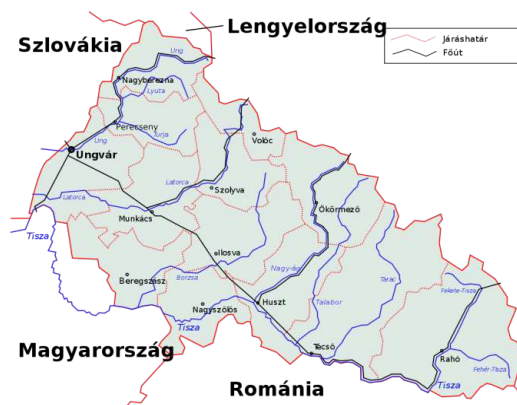 Lengyelország
Szlovákia
Járáshatár
Főút
Ung
Nagyberezna
Lyuta
Perecseny
Turja
Ung
Ungvár
Volóc
Latorca
Szolyva
Latorca
Munkács
Ökörmező
Tisza
Ilosva
Nagy-ág
Beregszász
Borzsa
Talabor
Tarac
Fekete-Tisza
Nagyszőlős
Huszt
Tisza
Magyarország
Técső
Rahó
Fehér-Tisza
Románia
Tisza